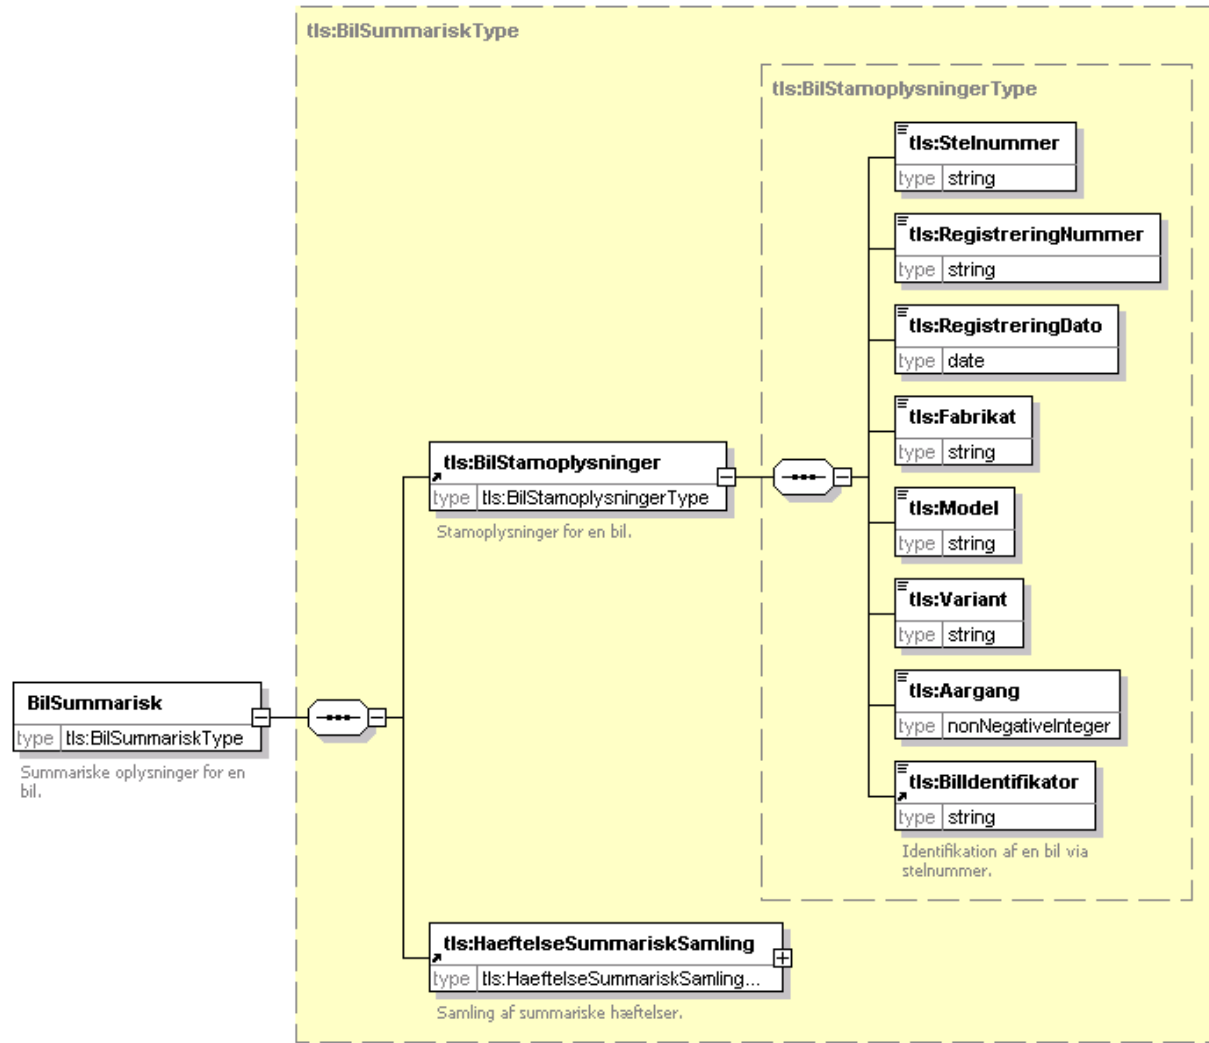 tls:BilSummariskType
tls:BilStamoplysningerType
tls:Stelnummer
type string
tls:RegistreringNummer
type string
tls:RegistreringDato
type date
tls:Fabrikat
type string
tls:BilStamoplysninger
type tls:BilStamoplysningerType
Stamoplysninger for en bil.
tls:Model
type string
tls:Variant
type string
tls:Aargang
type nonNegativeInteger
BilSummarisk
type tls:BilSummariskType
Summariske oplysninger for en
bil.
tls:BilIdentifikator
type string
Identifikation af en bil via
stelnummer.
tls:HaeftelseSummariskSamling
type tls:HaeftelseSummariskSamling...
Samling af summariske hæftelser.